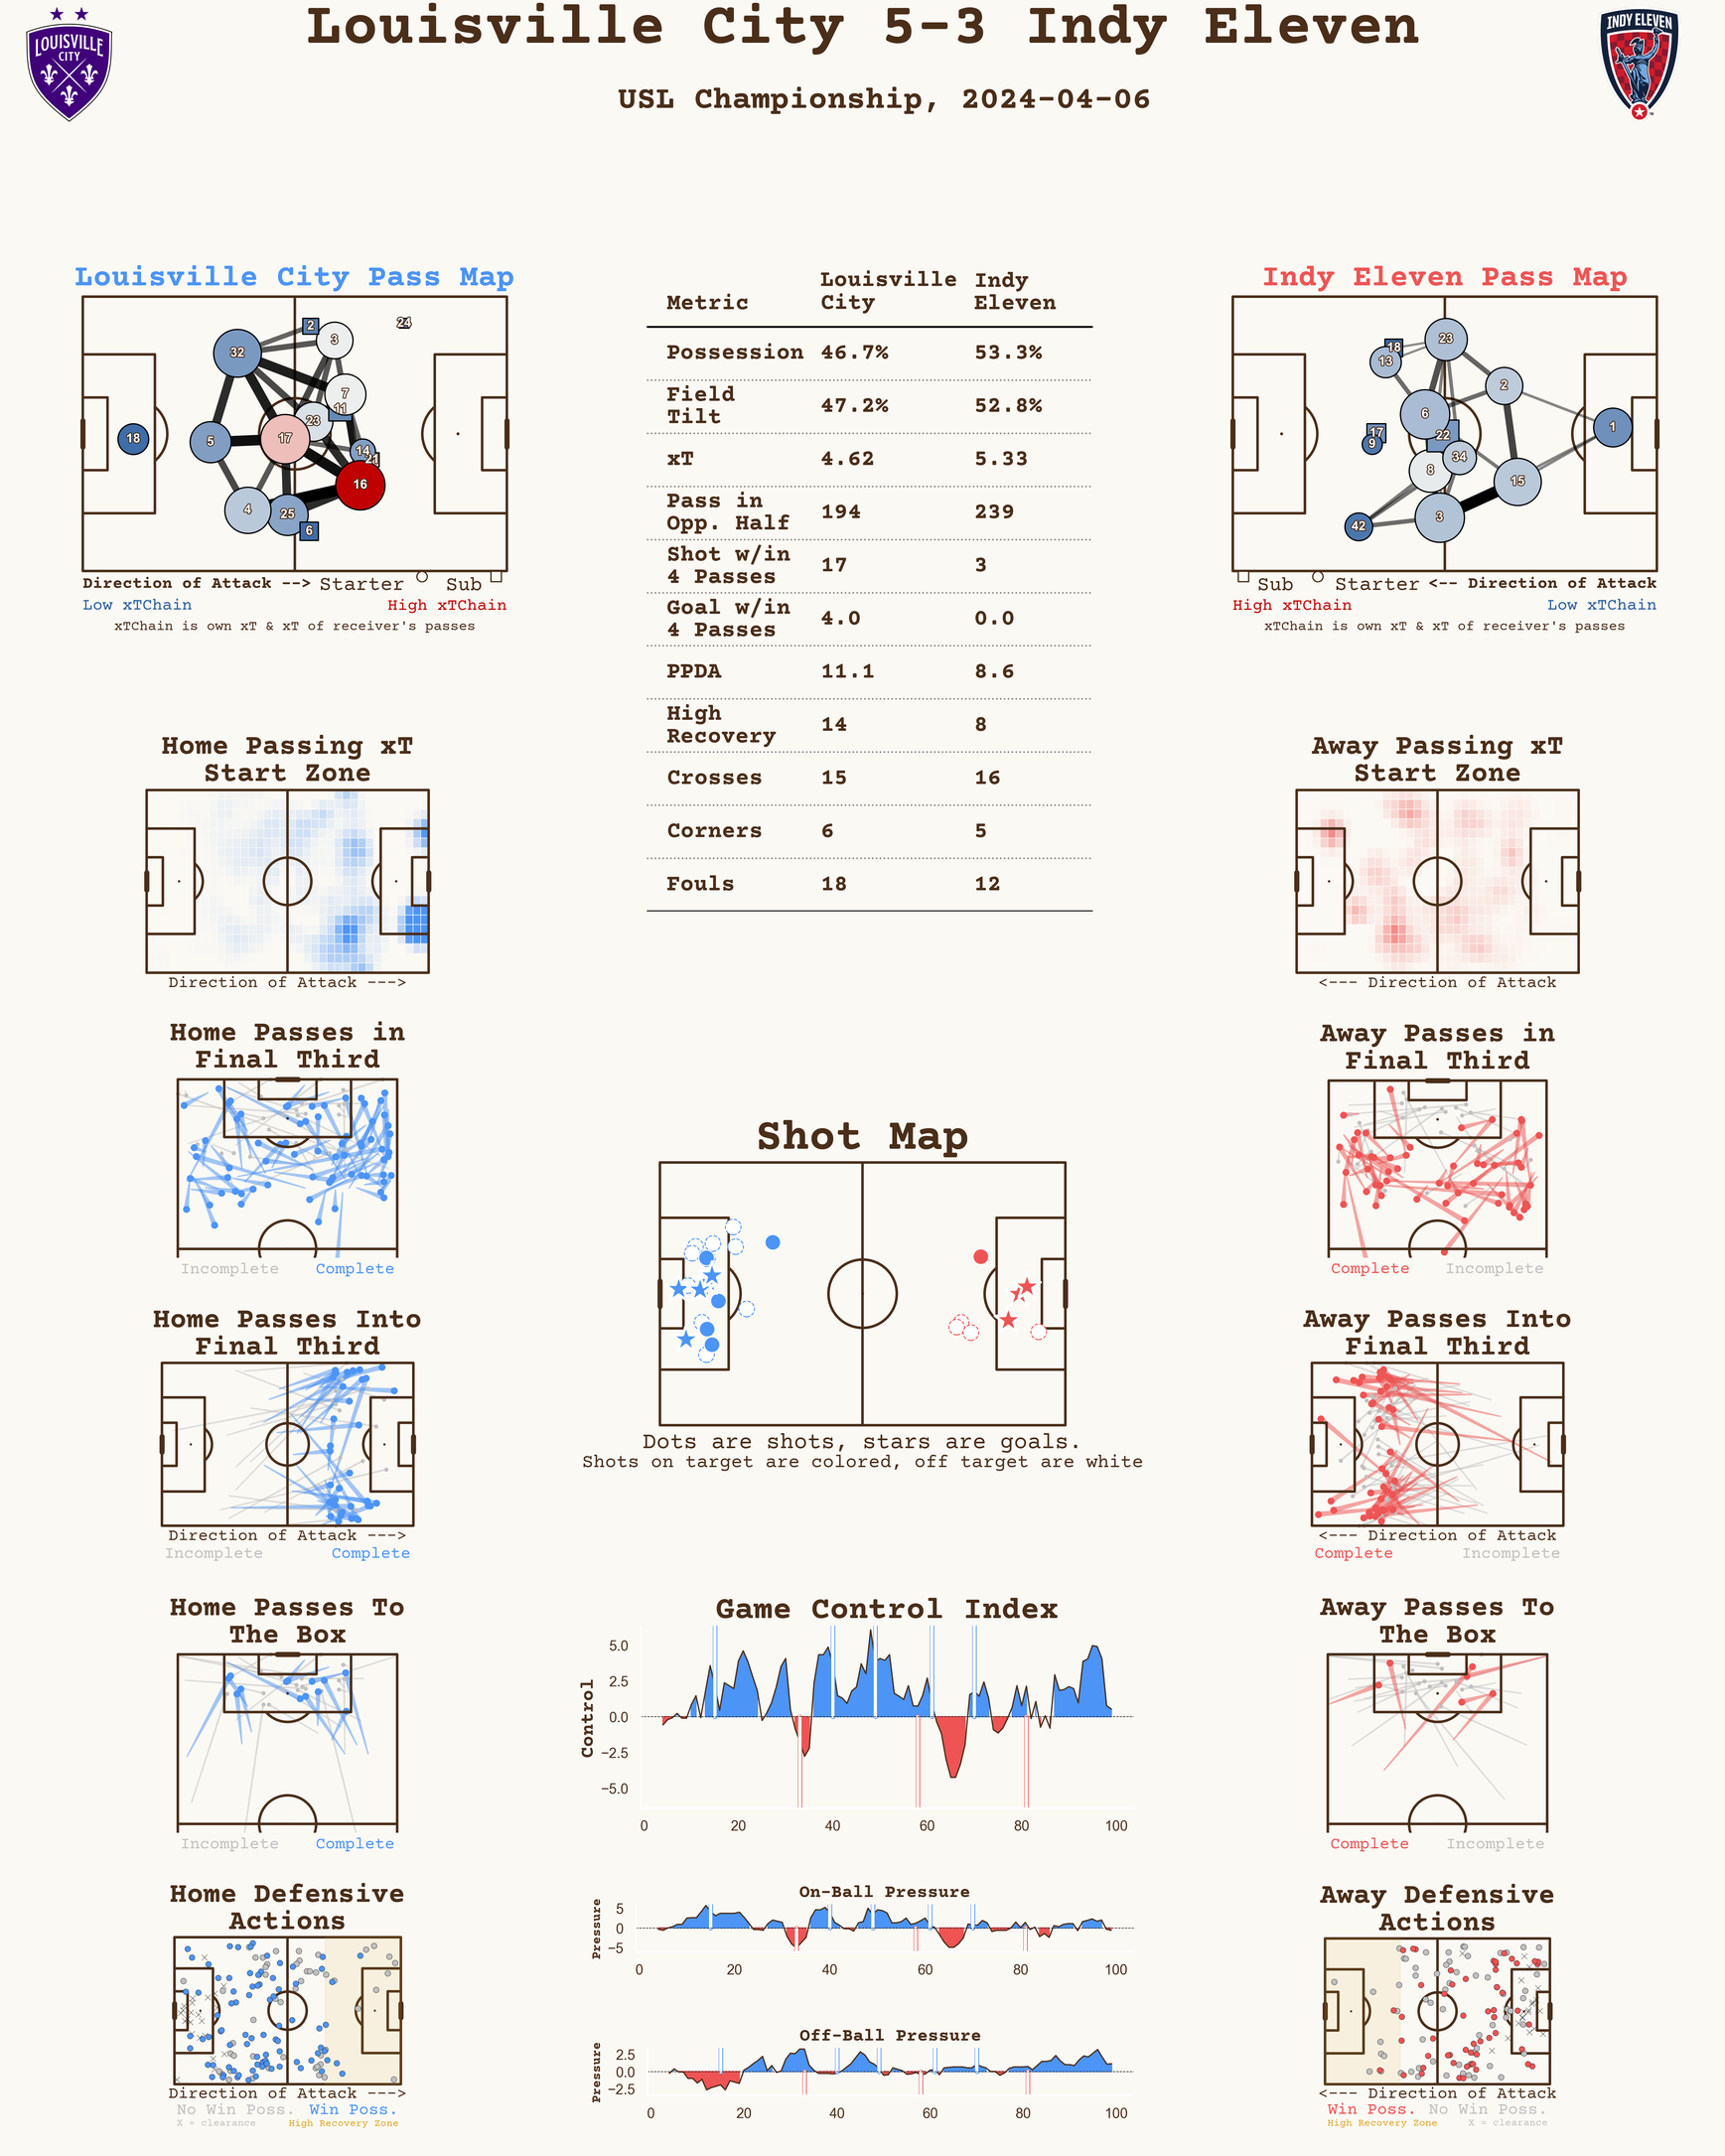 Louisville City 5-3 Indy Eleven
USL Championship, 2024-04-06
LOUISVILLE
CITY
INDY ELEVEN
Louisville City Pass Map
2
3
24
32
7
11
23
18
5
17
14
21
16
4
25
6
Direction of Attack --> Starter Sub
Low xTChain High xTChain
xTChain is own xT & xT of receiver's passes
Metric Louisville City Indy Eleven
Possession 46.7% 53.3%
Field Tilt 47.2% 52.8%
xT 4.62 5.33
Pass in Opp. Half 194 239
Shot w/in 4 Passes 17 3
Goal w/in 4 Passes 4.0 0.0
PPDA 11.1 8.6
High Recovery 14 8
Crosses 15 16
Corners 6 5
Fouls 18 12
Indy Eleven Pass Map
18
23
13
2
6
17
22
9
1
34
8
15
42
3
Sub Starter <-- Direction of Attack
High xTChain Low xTChain
xTChain is own xT & xT of receiver's passes
Home Passing xT
Start Zone
Direction of Attack --->
Away Passing xT
Start Zone
<--- Direction of Attack
Home Passes in
Final Third
Incomplete Complete
Away Passes in
Final Third
Complete Incomplete
Shot Map
Dots are shots, stars are goals.
Shots on target are colored, off target are white
Home Passes Into
Final Third
Direction of Attack --->
Incomplete Complete
Away Passes Into
Final Third
<--- Direction of Attack
Complete Incomplete
Home Passes To
The Box
Incomplete Complete
Game Control Index
Control
5.0
2.5
0.0
−2.5
−5.0
0 20 40 60 80 100
Away Passes To
The Box
Complete Incomplete
Home Defensive
Actions
Direction of Attack --->
No Win Poss. Win Poss.
X = clearance High Recovery Zone
On-Ball Pressure
Pressure
5
0
−5
0 20 40 60 80 100
Off-Ball Pressure
Pressure
2.5
0.0
−2.5
0 20 40 60 80 100
Away Defensive
Actions
<--- Direction of Attack
Win Poss. No Win Poss.
High Recovery Zone X = clearance